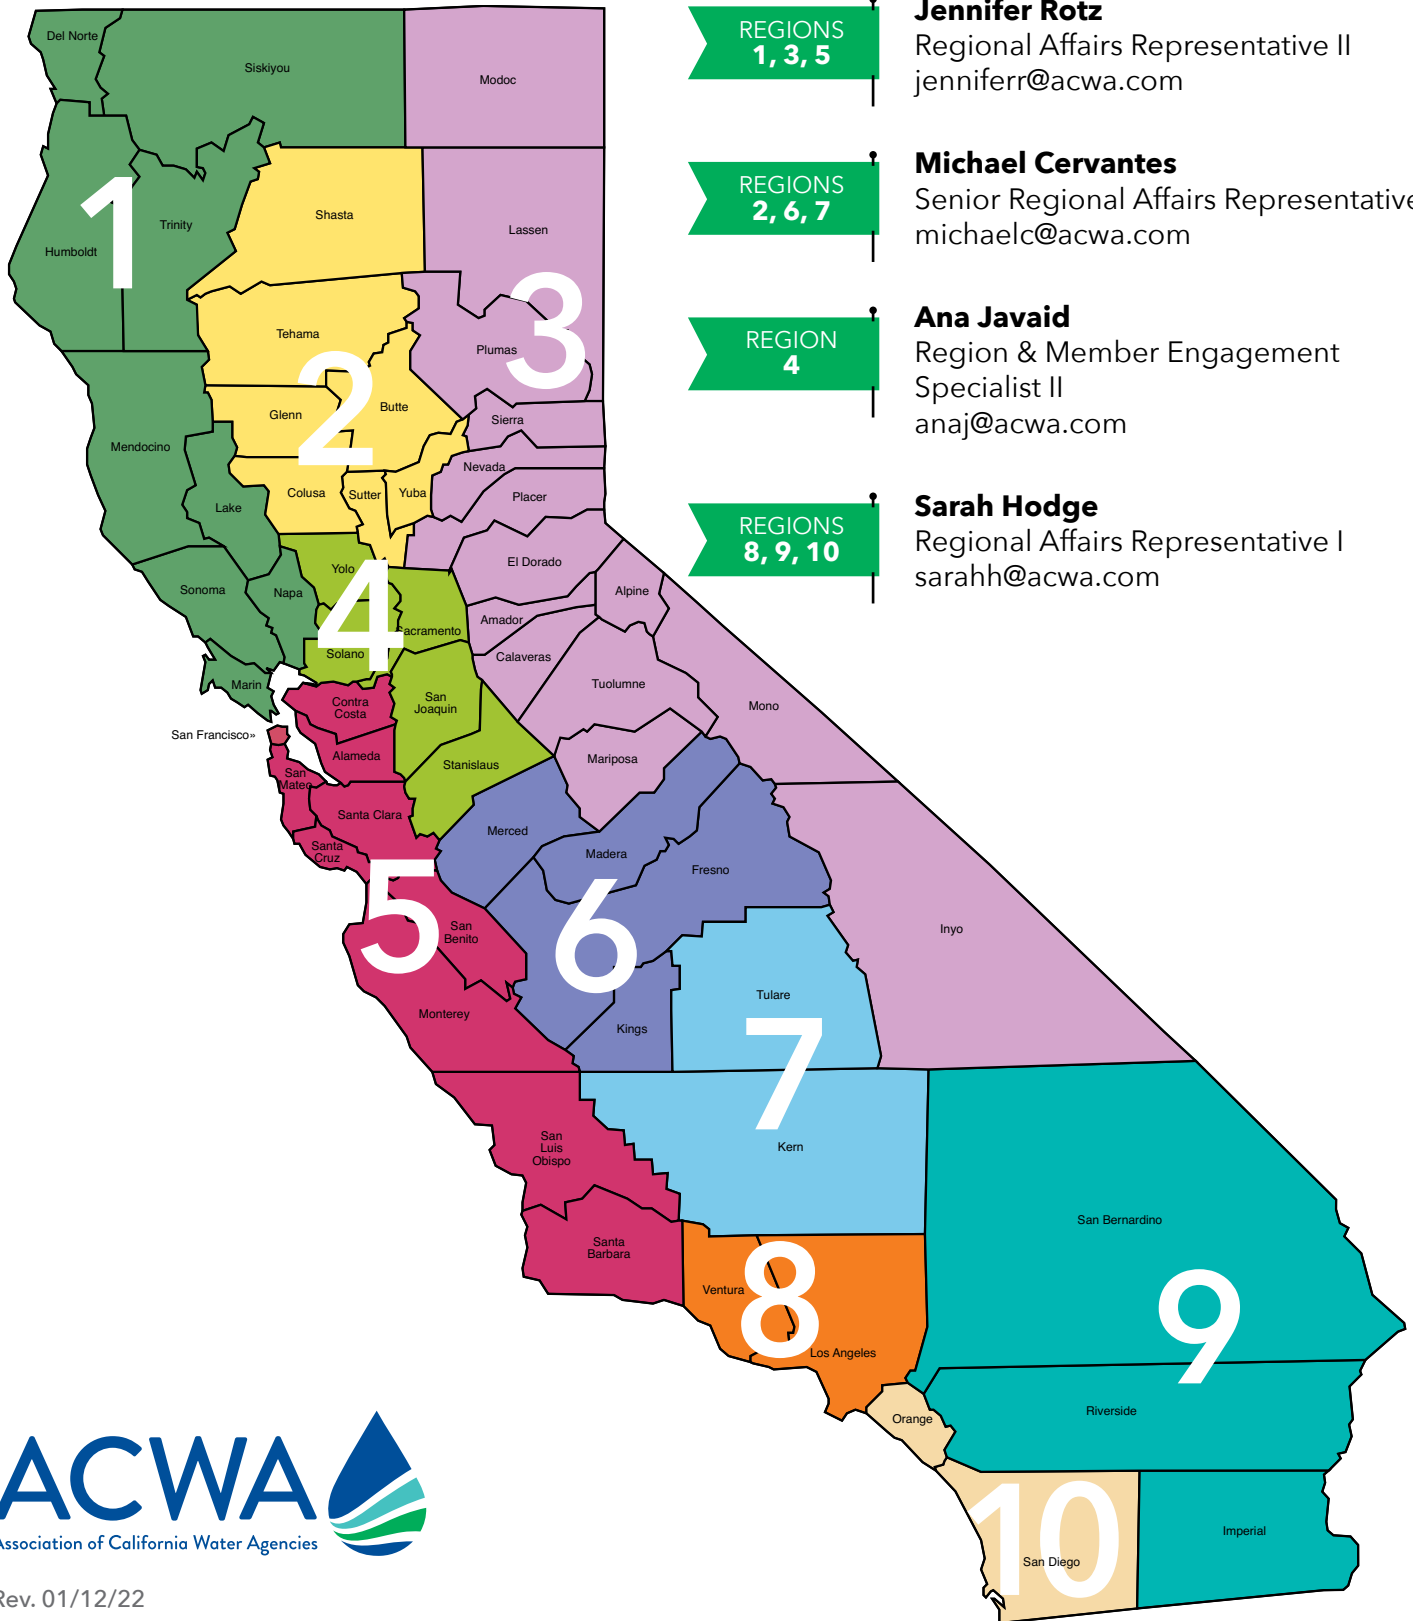 Jennifer Rotz
Regional Affairs Representative II
jenniferr@acwa.com
REGIONS
1, 3, 5
Michael Cervantes
Senior Regional Affairs Representative
michaelc@acwa.com
REGIONS
2, 6, 7
Ana Javaid
Region & Member Engagement
Specialist II
anaj@acwa.com
REGION
4
Sarah Hodge
Regional Affairs Representative I
sarahh@acwa.com
REGIONS
8, 9, 10
Del Norte
Siskiyou
Modoc
1
Humboldt
Trinity
Shasta
Lassen
3
Tehama
Plumas
2
Glenn
Butte
Sierra
Mendocino
Nevada
Colusa
Sutter
Yuba
Placer
Lake
El Dorado
Yolo
4
Sonoma
Napa
Alpine
Amador
Sacramento
Solano
Calaveras
Marin
Tuolumne
Contra
Costa
San
Joaquin
Mono
San Francisco»
Alameda
Stanislaus
Mariposa
San
Mateo
Santa Clara
Merced
Santa
Cruz
Madera
Fresno
5
6
San
Benito
Inyo
Tulare
Monterey
Kings
7
San
Luis
Obispo
Kern
San Bernardino
Santa
Barbara
8
Ventura
9
Los Angeles
Orange
Riverside
10
Imperial
San Diego
ACWA
Association of California Water Agencies
Rev. 01/12/22